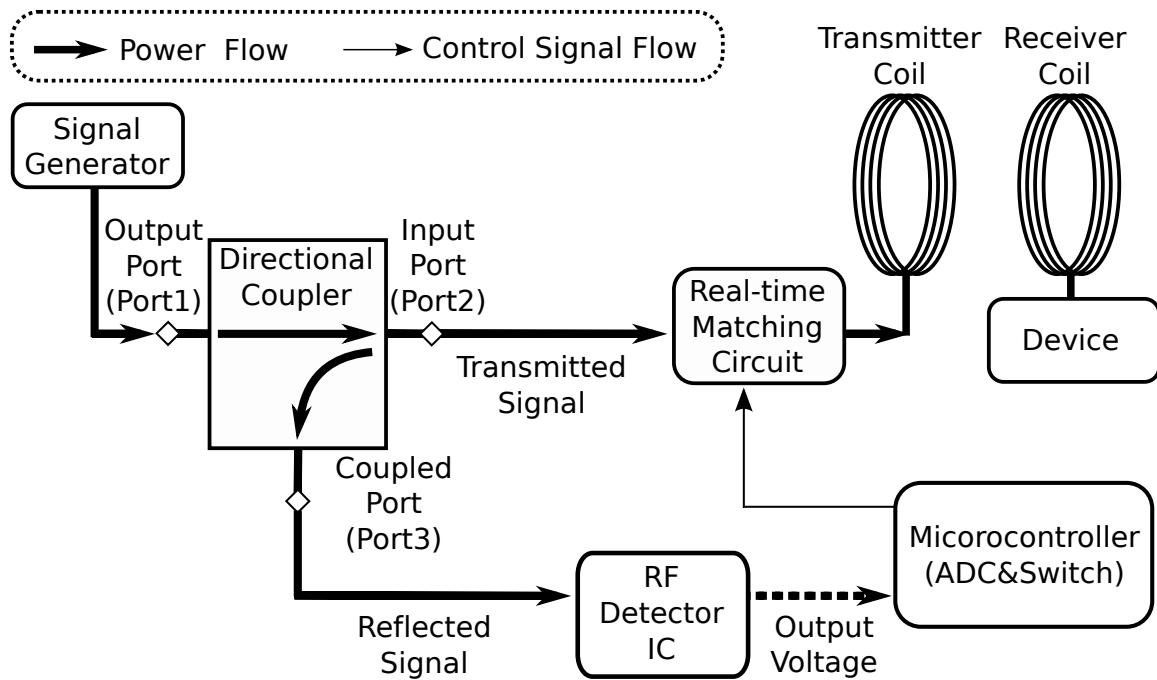 Power Flow
Control Signal Flow
Transmitter
Coil
Receiver
Coil
Signal
Generator
Output
Port
(Port1)
Directional
Coupler
Input
Port
(Port2)
Transmitted
Signal
Real-time
Matching
Circuit
Device
Coupled
Port
(Port3)
Reflected
Signal
RF
Detector
IC
Output
Voltage
Micorocontroller
(ADC&Switch)